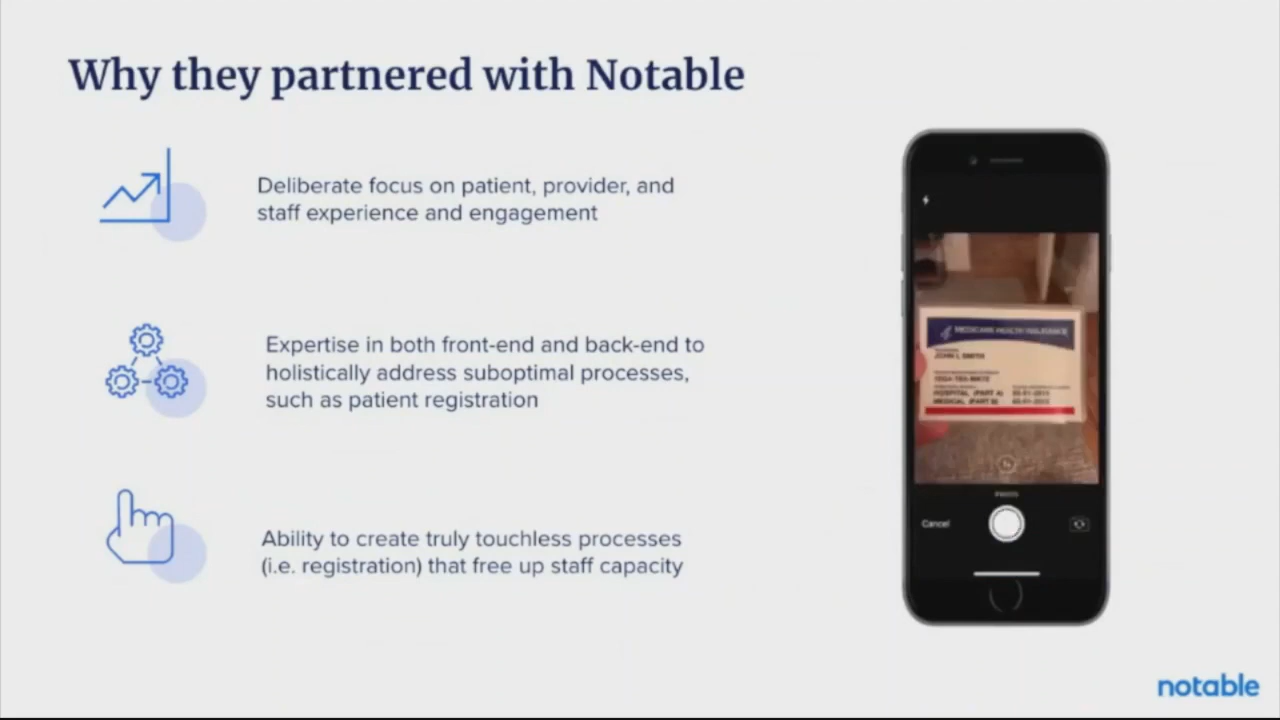 Why they partnered with Notable
Deliberate focus on patient, provider, and
staff experience and engagement
Expertise in both front-end and back-end to
holistically address suboptimal processes,
such as patient registration
Ability to create truly touchless processes
(i.e. registration) that free up staff capacity
MEDICARE HEALTH INSURANCE
JOHN L SMITH
HOSPITAL (PART A)
MEDICAL (PART B)
PHOTO
Cancel
notable